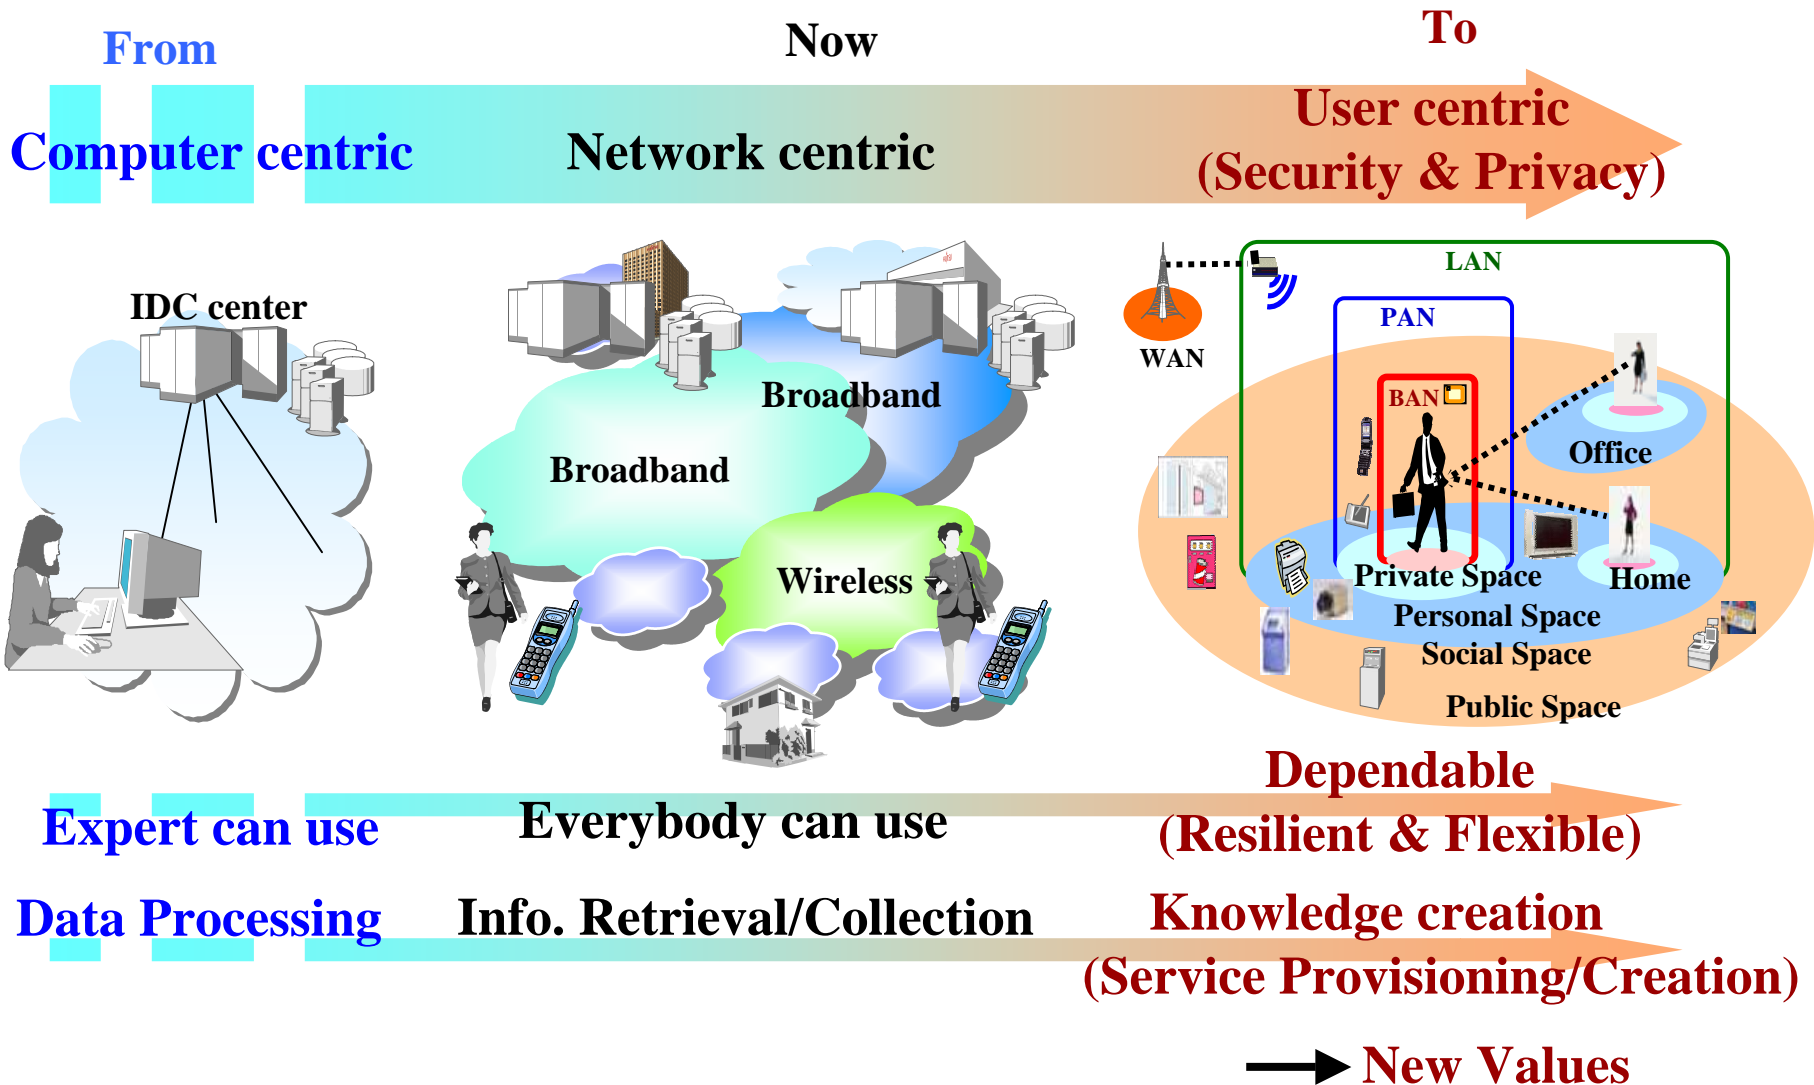 From
Now
To
Computer centric
Network centric
User centric
(Security & Privacy)
IDC center
Broadband
Broadband
Wireless
WAN
LAN
PAN
BAN
Office
Home
Private Space
Personal Space
Social Space
Public Space
Expert can use
Everybody can use
Dependable
(Resilient & Flexible)
Data Processing
Info. Retrieval/Collection
Knowledge creation
(Service Provisioning/Creation)
New Values